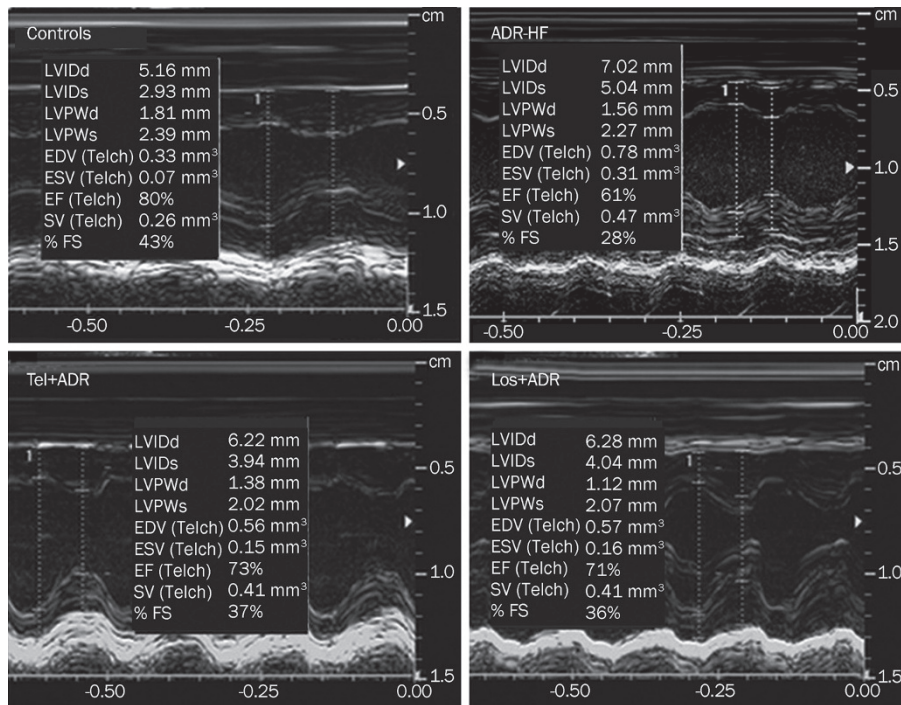 Controls
LVIDd 5.16 mm
LVIDs 2.93 mm
LVPWd 1.81 mm
LVPWs 2.39 mm
EDV (Telch) 0.33 mm³
ESV (Telch) 0.07 mm³
EF (Telch) 80%
SV (Telch) 0.26 mm³
% FS 43%
1
cm
0.5
1.0
1.5
-0.50 -0.25 0.00
ADR-HF
LVIDd 7.02 mm
LVIDs 5.04 mm
LVPWd 1.56 mm
LVPWs 2.27 mm
EDV (Telch) 0.78 mm³
ESV (Telch) 0.31 mm³
EF (Telch) 61%
SV (Telch) 0.47 mm³
% FS 28%
1
cm
0.5
1.0
1.5
2.0
-0.50 -0.25 0.00
Tel+ADR
LVIDd 6.22 mm
LVIDs 3.94 mm
LVPWd 1.38 mm
LVPWs 2.02 mm
EDV (Telch) 0.56 mm³
ESV (Telch) 0.15 mm³
EF (Telch) 73%
SV (Telch) 0.41 mm³
% FS 37%
1
cm
0.5
1.0
1.5
-0.50 -0.25 0.00
Los+ADR
LVIDd 6.28 mm
LVIDs 4.04 mm
LVPWd 1.12 mm
LVPWs 2.07 mm
EDV (Telch) 0.57 mm³
ESV (Telch) 0.16 mm³
EF (Telch) 71%
SV (Telch) 0.41 mm³
% FS 36%
1
cm
0.5
1.0
1.5
-0.50 -0.25 0.00